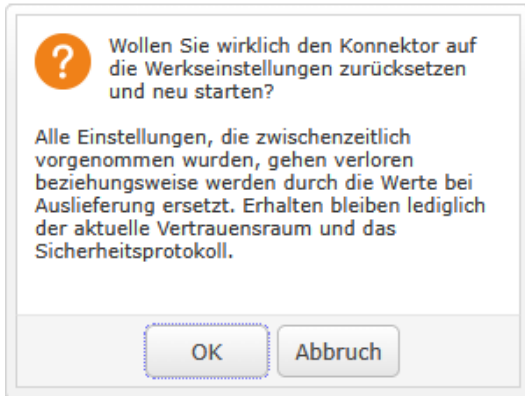 Wollen Sie wirklich den Konnektor auf
die Werkseinstellungen zurücksetzen
und neu starten?
Alle Einstellungen, die zwischenzeitlich
vorgenommen wurden, gehen verloren
beziehungsweise werden durch die Werte bei
Auslieferung ersetzt. Erhalten bleiben lediglich
der aktuelle Vertrauensraum und das
Sicherheitsprotokoll.
OK Abbruch